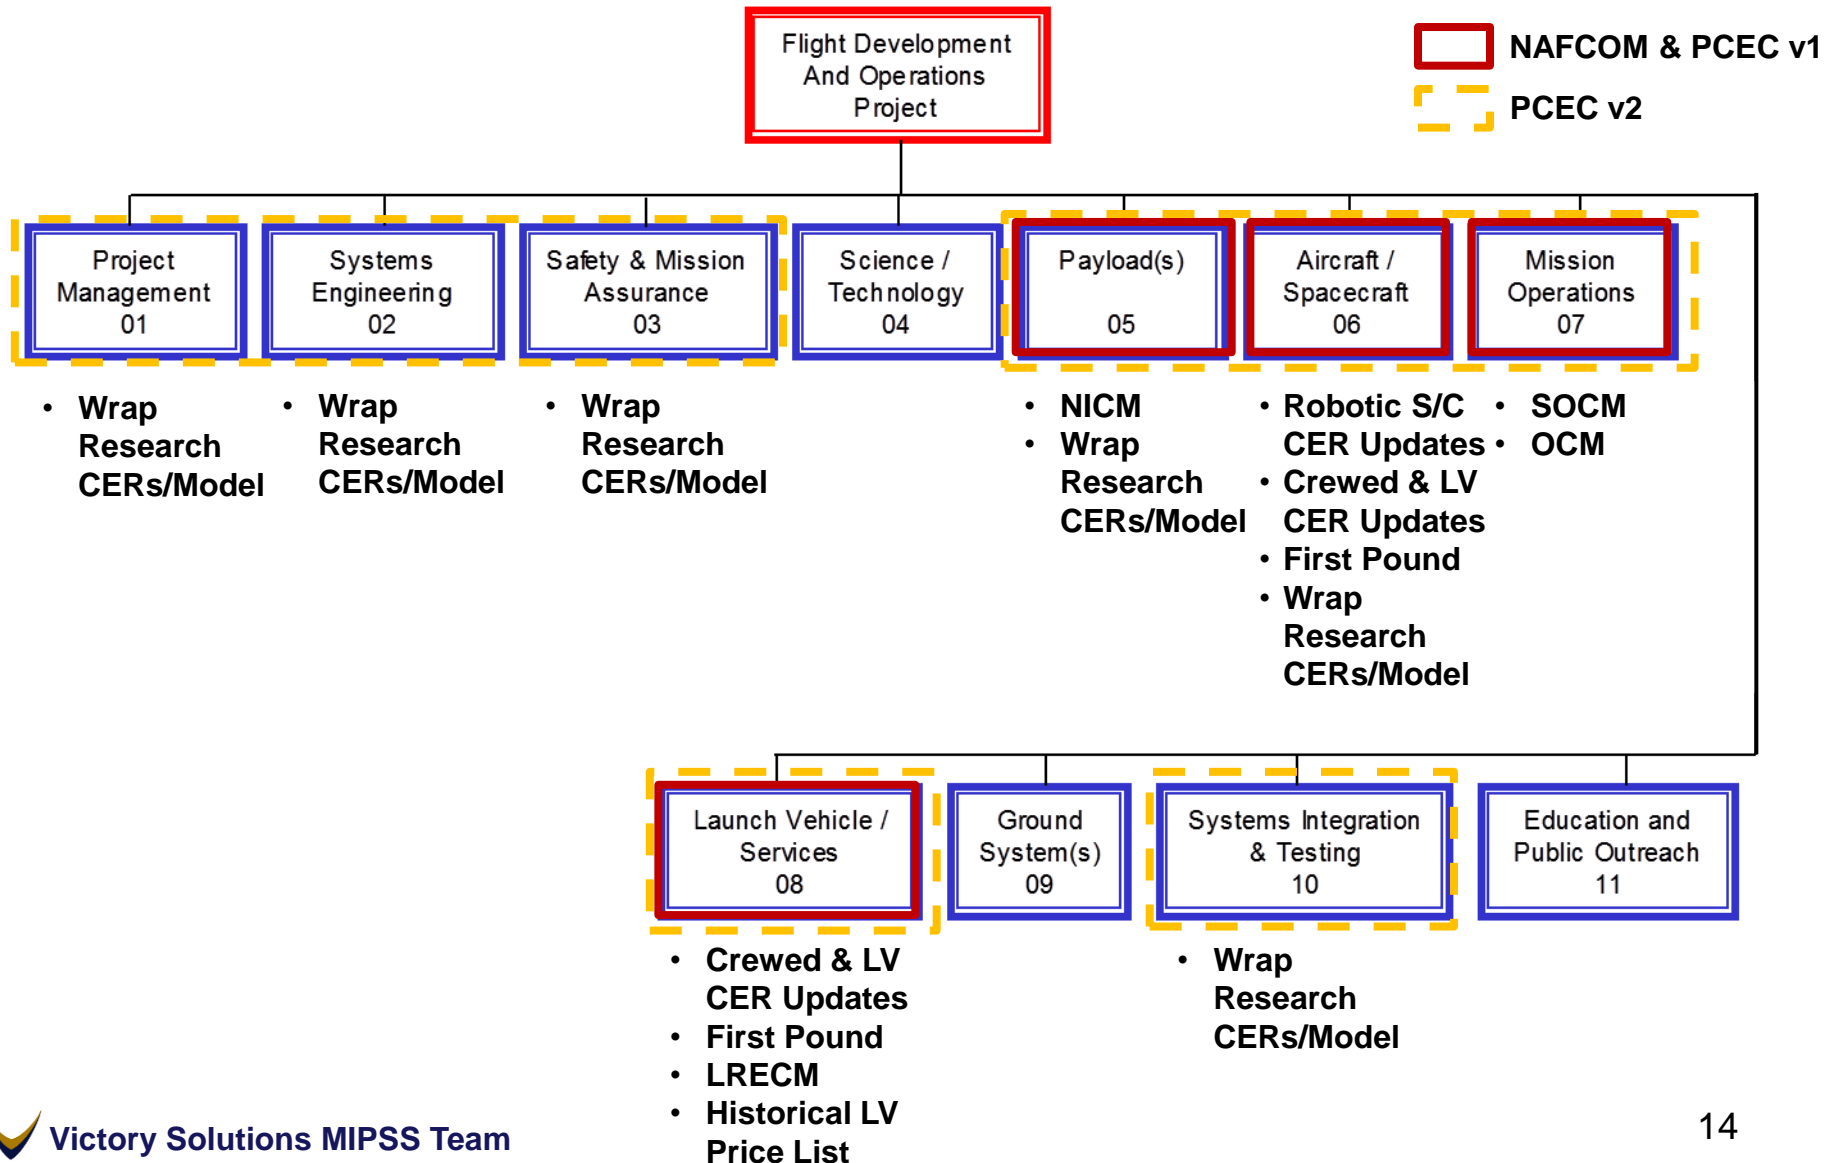 Flight Development
And Operations
Project
NAFCOM & PCEC v1
PCEC v2
Project
Management
01
Systems
Engineering
02
Safety & Mission
Assurance
03
Science /
Technology
04
Payload(s)
05
Aircraft /
Spacecraft
06
Mission
Operations
07
• Wrap
Research
CERs/Model
• Wrap
Research
CERs/Model
• Wrap
Research
CERs/Model
• NICM
• Wrap
Research
CERs/Model
• Robotic S/C
CER Updates
• Crewed & LV
CER Updates
• First Pound
• Wrap
Research
CERs/Model
• SOCM
• OCM
Launch Vehicle /
Services
08
Ground
System(s)
09
Systems Integration
& Testing
10
Education and
Public Outreach
11
• Crewed & LV
CER Updates
• First Pound
• LRECM
• Historical LV
Price List
• Wrap
Research
CERs/Model
Victory Solutions MIPSS Team
14